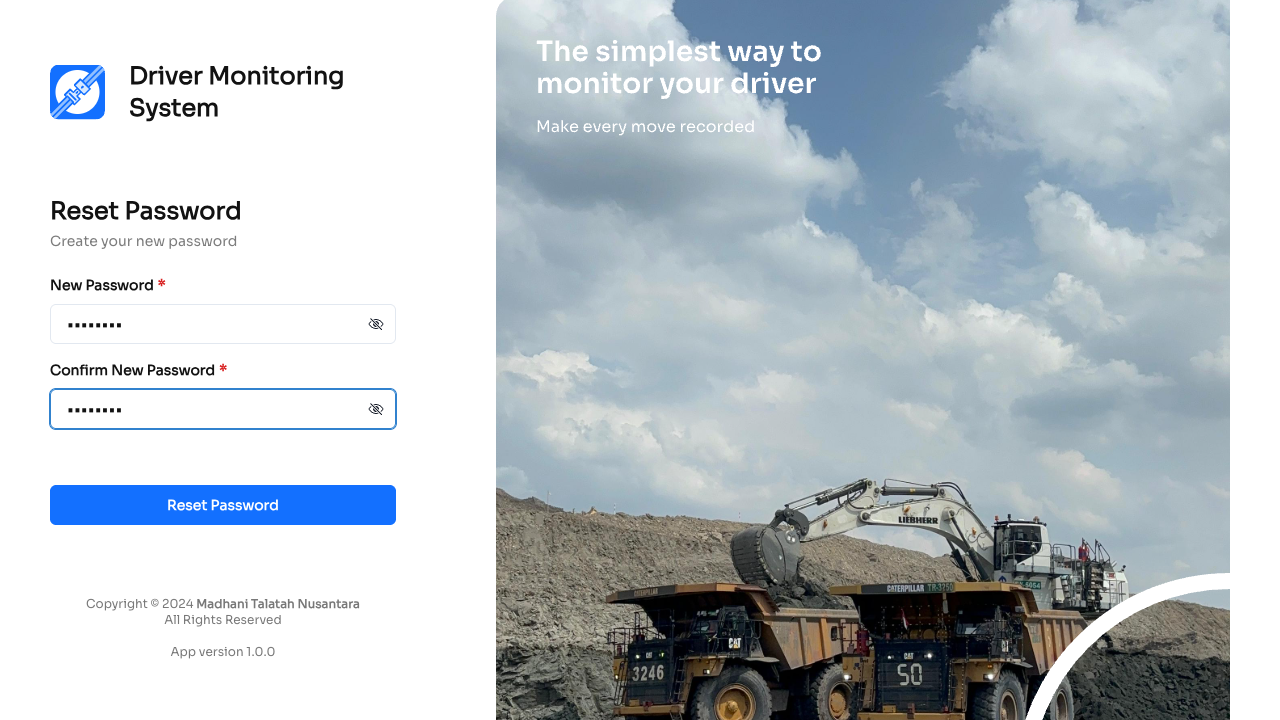 Driver Monitoring
System
Reset Password
Create your new password
New Password *
Confirm New Password *
Reset Password
Copyright © 2024 Madhani Talatah Nusantara
All Rights Reserved
App version 1.0.0
The simplest way to
monitor your driver
Make every move recorded
LIEBHERR
CATERPILLAR
CATERPILLAR
CAT
CAT
3246
50